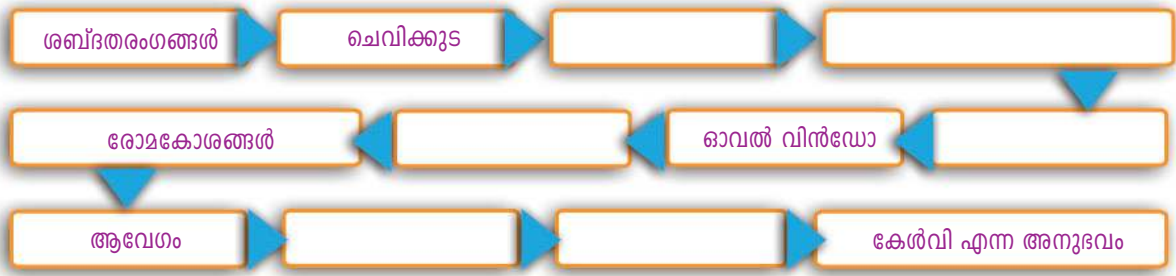 ശബ്ദതരംഗങ്ങൾ ചെവിക്കുട
രോമകോശങ്ങൾ ഓവൽ വിൻഡോ
ആവേഗം കേൾവി എന്ന അനുഭവം